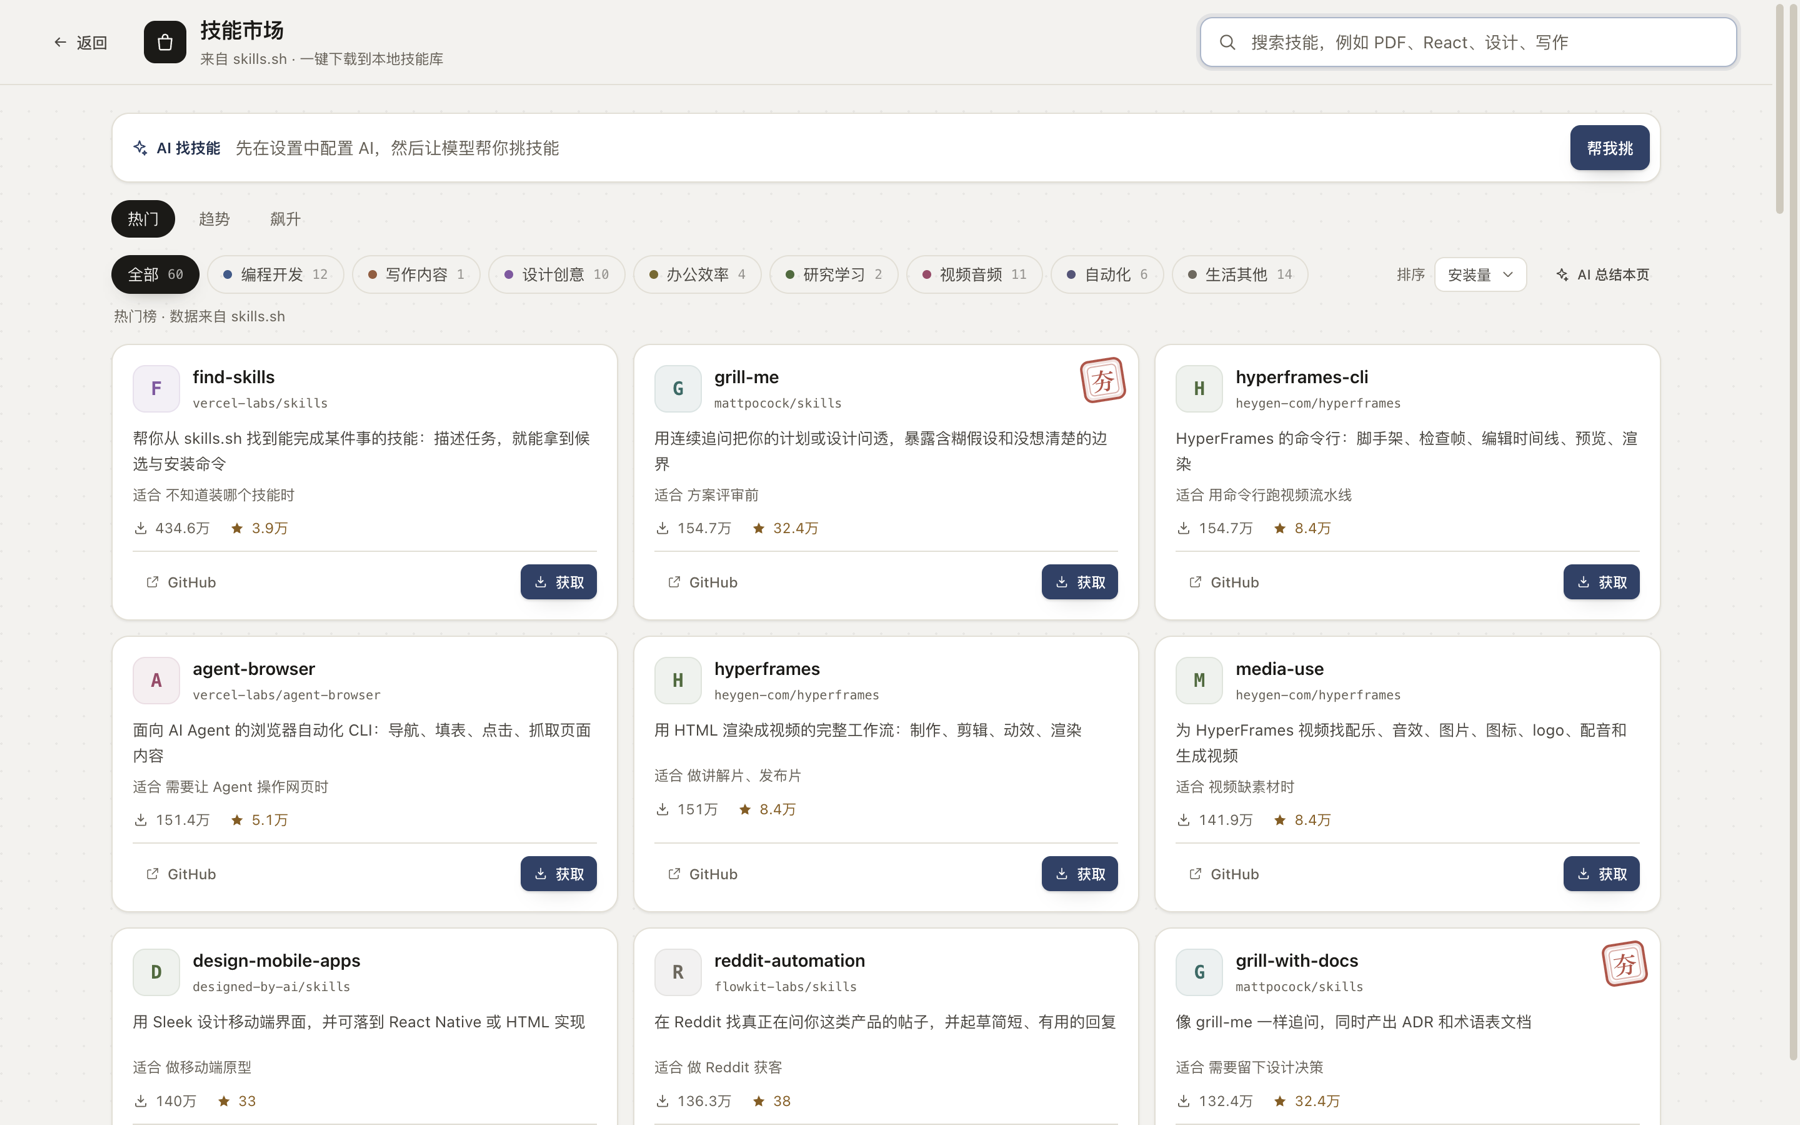 返回
技能市场
来自 skills.sh · 一键下载到本地技能库
搜索技能，例如 PDF、React、设计、写作
AI 找技能 先在设置中配置 AI，然后让模型帮你挑技能
帮我挑
热门 趋势 飙升
全部 60 编程开发 12 写作内容 1 设计创意 10 办公效率 4 研究学习 2 视频音频 11 自动化 6 生活其他 14
排序 安装量 AI 总结本页
热门榜 · 数据来自 skills.sh
F
find-skills
vercel-labs/skills
帮你从 skills.sh 找到能完成某件事的技能：描述任务，就能拿到候
选与安装命令
适合 不知道装哪个技能时
434.6万 3.9万
GitHub 获取
G
grill-me
mattpocock/skills
夯
用连续追问把你的计划或设计问透，暴露含糊假设和没想清楚的边
界
适合 方案评审前
154.7万 32.4万
GitHub 获取
H
hyperframes-cli
heygen-com/hyperframes
HyperFrames 的命令行：脚手架、检查帧、编辑时间线、预览、渲
染
适合 用命令行跑视频流水线
154.7万 8.4万
GitHub 获取
A
agent-browser
vercel-labs/agent-browser
面向 AI Agent 的浏览器自动化 CLI：导航、填表、点击、抓取页面
内容
适合 需要让 Agent 操作网页时
151.4万 5.1万
GitHub 获取
H
hyperframes
heygen-com/hyperframes
用 HTML 渲染成视频的完整工作流：制作、剪辑、动效、渲染
适合 做讲解片、发布片
151万 8.4万
GitHub 获取
M
media-use
heygen-com/hyperframes
为 HyperFrames 视频找配乐、音效、图片、图标、logo、配音和
生成视频
适合 视频缺素材时
141.9万 8.4万
GitHub 获取
D
design-mobile-apps
designed-by-ai/skills
用 Sleek 设计移动端界面，并可落到 React Native 或 HTML 实现
适合 做移动端原型
140万 33
R
reddit-automation
flowkit-labs/skills
在 Reddit 找真正在问你这类产品的帖子，并起草简短、有用的回复
适合 做 Reddit 获客
136.3万 38
G
grill-with-docs
mattpocock/skills
夯
像 grill-me 一样追问，同时产出 ADR 和术语表文档
适合 需要留下设计决策
132.4万 32.4万